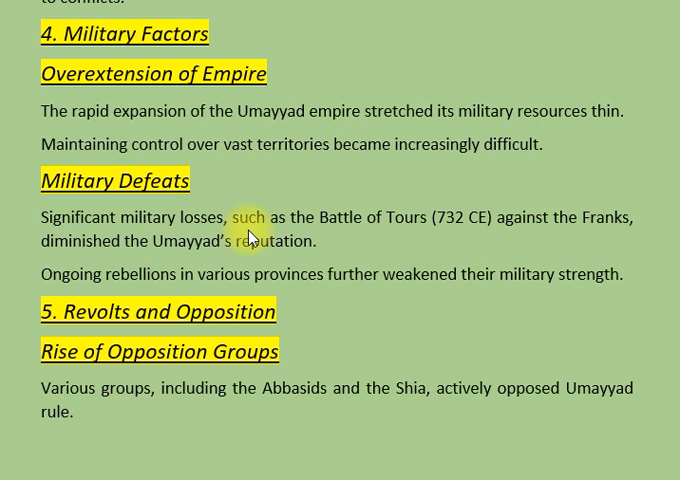 to conflicts.
4. Military Factors
Overextension of Empire
The rapid expansion of the Umayyad empire stretched its military resources thin.
Maintaining control over vast territories became increasingly difficult.
Military Defeats
Significant military losses, such as the Battle of Tours (732 CE) against the Franks,
diminished the Umayyad’s reputation.
Ongoing rebellions in various provinces further weakened their military strength.
5. Revolts and Opposition
Rise of Opposition Groups
Various groups, including the Abbasids and the Shia, actively opposed Umayyad
rule.